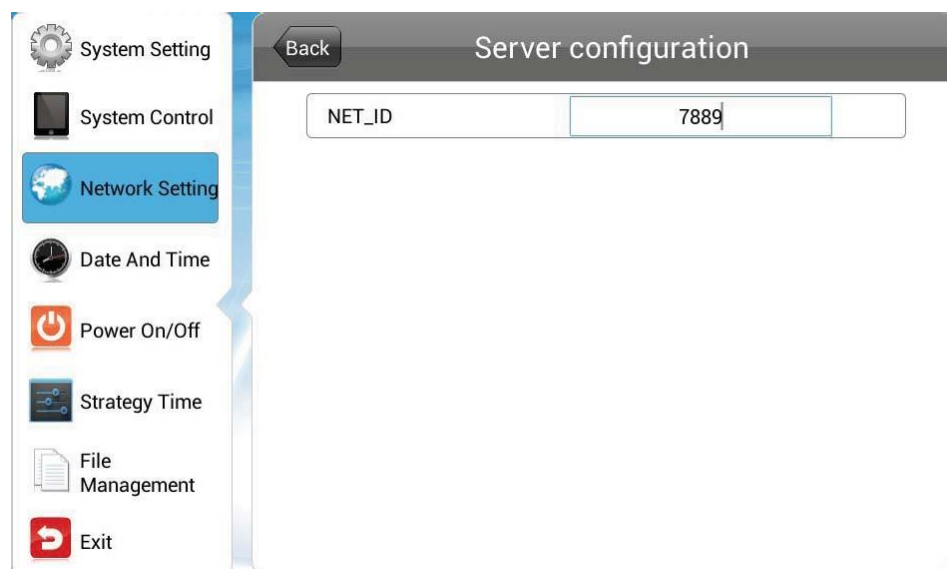 System Setting
System Control
Network Setting
Date And Time
Power On/Off
Strategy Time
File
Management
Exit
Back
Server configuration
NET_ID
7889